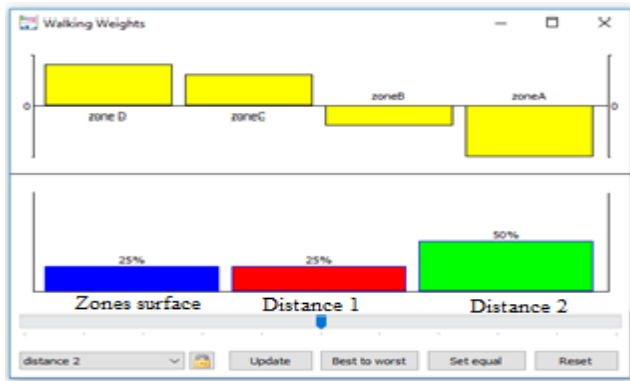 Walking Weights
zoneB zoneA
0 0
zone D zoneC
50%
25% 25%
Zones surface Distance 1 Distance 2
distance 2 Update Best to worst Set equal Reset